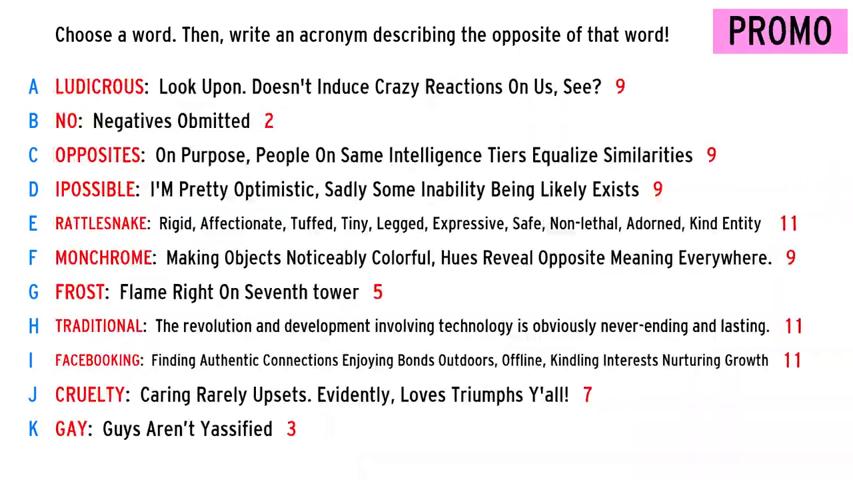 Choose a word. Then, write an acronym describing the opposite of that word!
PROMO
A LUDICROUS: Look Upon. Doesn't Induce Crazy Reactions On Us, See? 9
B NO: Negatives Obmitted 2
C OPPOSITES: On Purpose, People On Same Intelligence Tiers Equalize Similarities 9
D IPOSSIBLE: I'M Pretty Optimistic, Sadly Some Inability Being Likely Exists 9
E RATTLESNAKE: Rigid, Affectionate, Tuffed, Tiny, Legged, Expressive, Safe, Non-lethal, Adorned, Kind Entity 11
F MONCHROME: Making Objects Noticeably Colorful, Hues Reveal Opposite Meaning Everywhere. 9
G FROST: Flame Right On Seventh tower 5
H TRADITIONAL: The revolution and development involving technology is obviously never-ending and lasting. 11
I FACEBOOKING: Finding Authentic Connections Enjoying Bonds Outdoors, Offline, Kindling Interests Nurturing Growth 11
J CRUELTY: Caring Rarely Upsets. Evidently, Loves Triumphs Y'all! 7
K GAY: Guys Aren’t Yassified 3